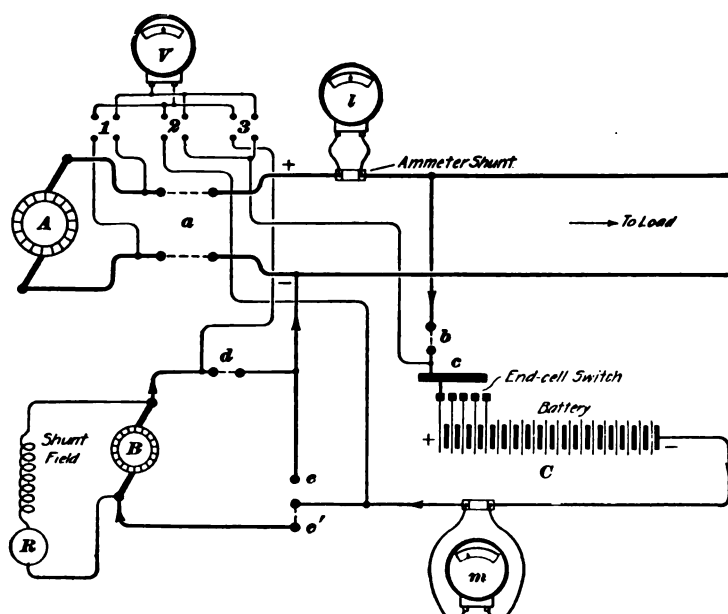 V
1 2 3
l
+
Ammeter Shunt
A
a
To Load
−
b
d
c
End-cell Switch
Battery
+
−
C
Shunt
Field
B
e
e'
R
m